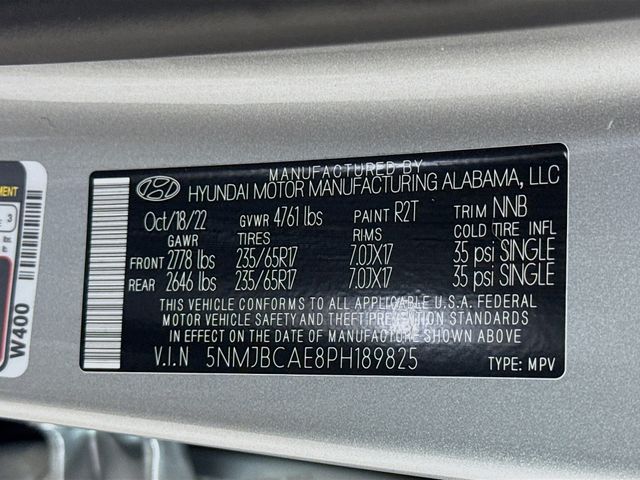 MANUFACTURED BY
HYUNDAI MOTOR MANUFACTURING ALABAMA, LLC
Oct/18/22 GVWR 4761 lbs PAINT R2T TRIM NNB
GAWR TIRES RIMS COLD TIRE INFL
FRONT 2778 lbs 235/65R17 7.0JX17 35 psi SINGLE
REAR 2646 lbs 235/65R17 7.0JX17 35 psi SINGLE
THIS VEHICLE CONFORMS TO ALL APPLICABLE U.S.A. FEDERAL
MOTOR VEHICLE SAFETY AND THEFT PREVENTION STANDARDS
IN EFFECT ON THE DATE OF MANUFACTURE SHOWN ABOVE
V.I.N 5NMJBCAE8PH189825 TYPE: MPV
3
W400